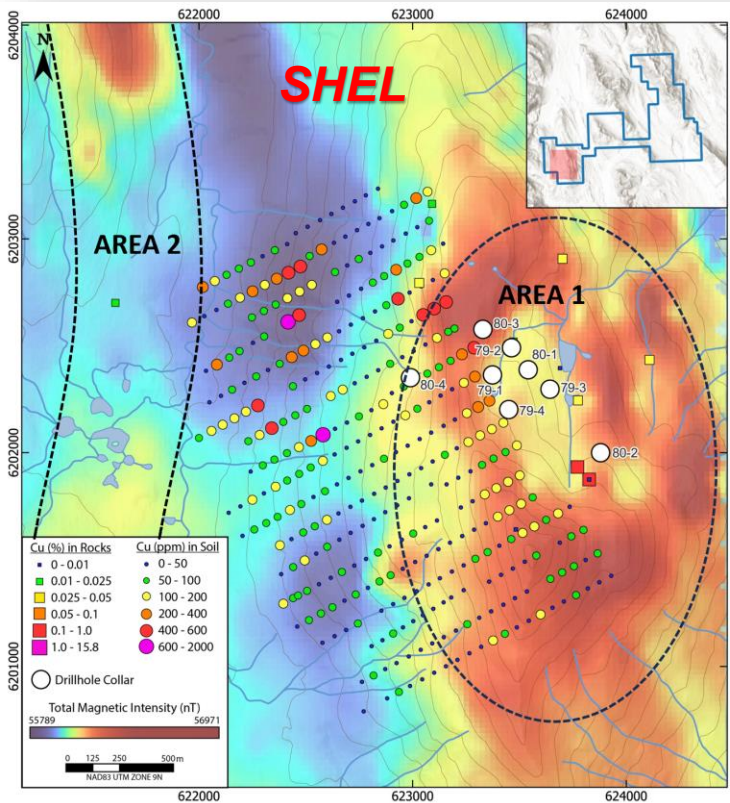 622000 623000 624000
6204000
N
SHEL
6203000
AREA 2
AREA 1
80-3
79-2
80-1
80-4
79-1
79-3
79-4
6202000
80-2
Cu (%) in Rocks Cu (ppm) in Soil
0 - 0.01 0 - 50
0.01 - 0.025 50 - 100
0.025 - 0.05 100 - 200
0.05 - 0.1 200 - 400
0.1 - 1.0 400 - 600
1.0 - 15.8 600 - 2000
6201000
Drillhole Collar
Total Magnetic Intensity (nT)
55789 56971
0 125 250 500m
NAD83 UTM ZONE 9N
622000 623000 624000